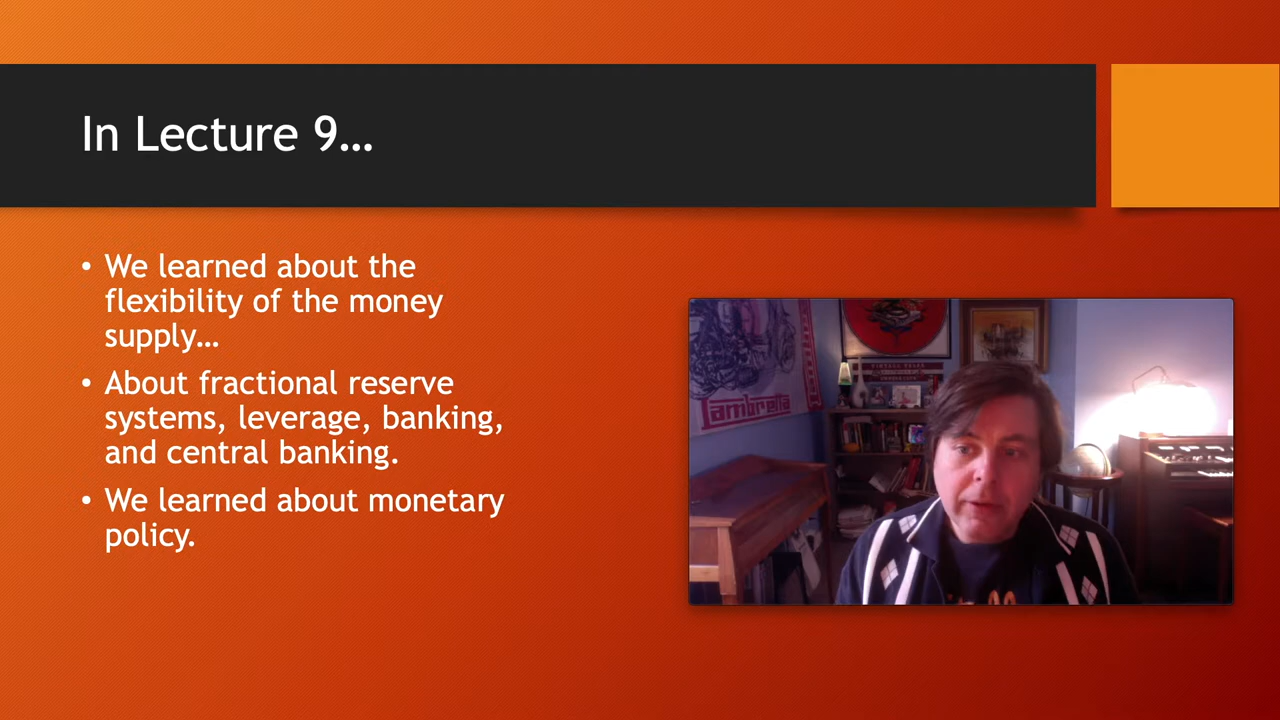 In Lecture 9…
• We learned about the
flexibility of the money
supply…
• About fractional reserve
systems, leverage, banking,
and central banking.
• We learned about monetary
policy.
Lambretta